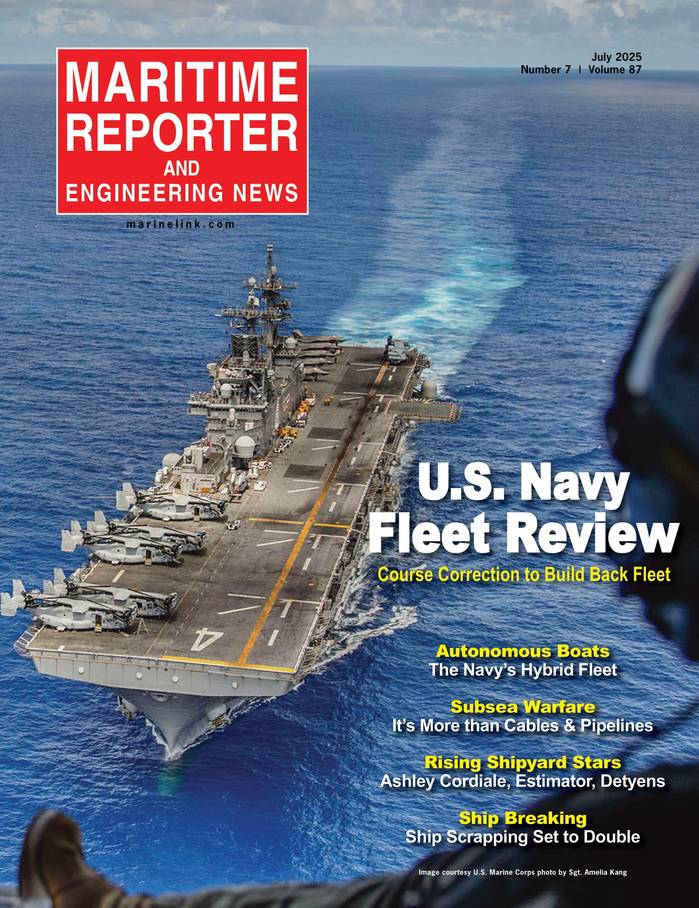 July 2025
Number 7 | Volume 87
MARITIME
REPORTER
AND
ENGINEERING NEWS
marinelink.com
U.S. Navy
Fleet Review
Course Correction to Build Back Fleet
Autonomous Boats
The Navy's Hybrid Fleet
Subsea Warfare
It's More than Cables & Pipelines
Rising Shipyard Stars
Ashley Cordiale, Estimator, Detyens
Ship Breaking
Ship Scrapping Set to Double
4
Image courtesy U.S. Marine Corps photo by Sgt. Amelia Kang